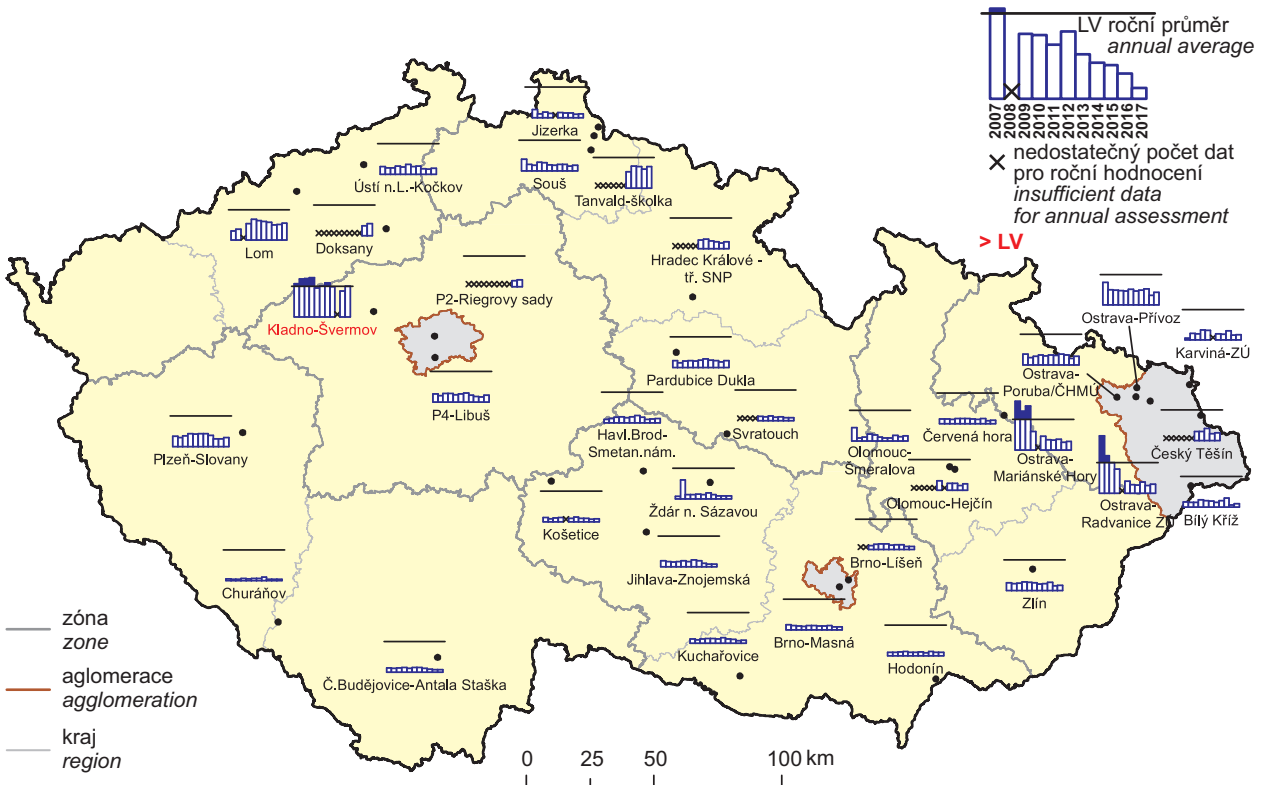 LV roční průměr
annual average
2007
2008
2009
2010
2011
2012
2013
2014
2015
2016
2017
nedostatečný počet dat
pro roční hodnocení
insufficient data
for annual assessment
> LV
Jizerka
Ústí n.L.-Kočkov
Souš
Tanvald-školka
Lom
Doksany
Hradec Králové -
tř. SNP
P2-Riegrovy sady
Kladno-Švermov
Ostrava-Přívoz
Karviná-ZÚ
Ostrava-
Poruba/ČHMÚ
Pardubice Dukla
P4-Libuš
Havl.Brod-
Smetan.nám.
Svratouch
Olomouc-
Šmeralova
Červená hora
Ostrava-
Mariánské Hory
Český Těšín
Plzeň-Slovany
Ždár n. Sázavou
Olomouc-Hejčín
Ostrava-
Radvanice ZÚ
Bílý Kříž
Košetice
Jihlava-Znojemská
Brno-Líšeň
Churáňov
Zlín
Kuchařovice
Brno-Masná
Hodonín
Č.Budějovice-Antala Staška
zóna
zone
aglomerace
agglomeration
kraj
region
0 25 50 100 km